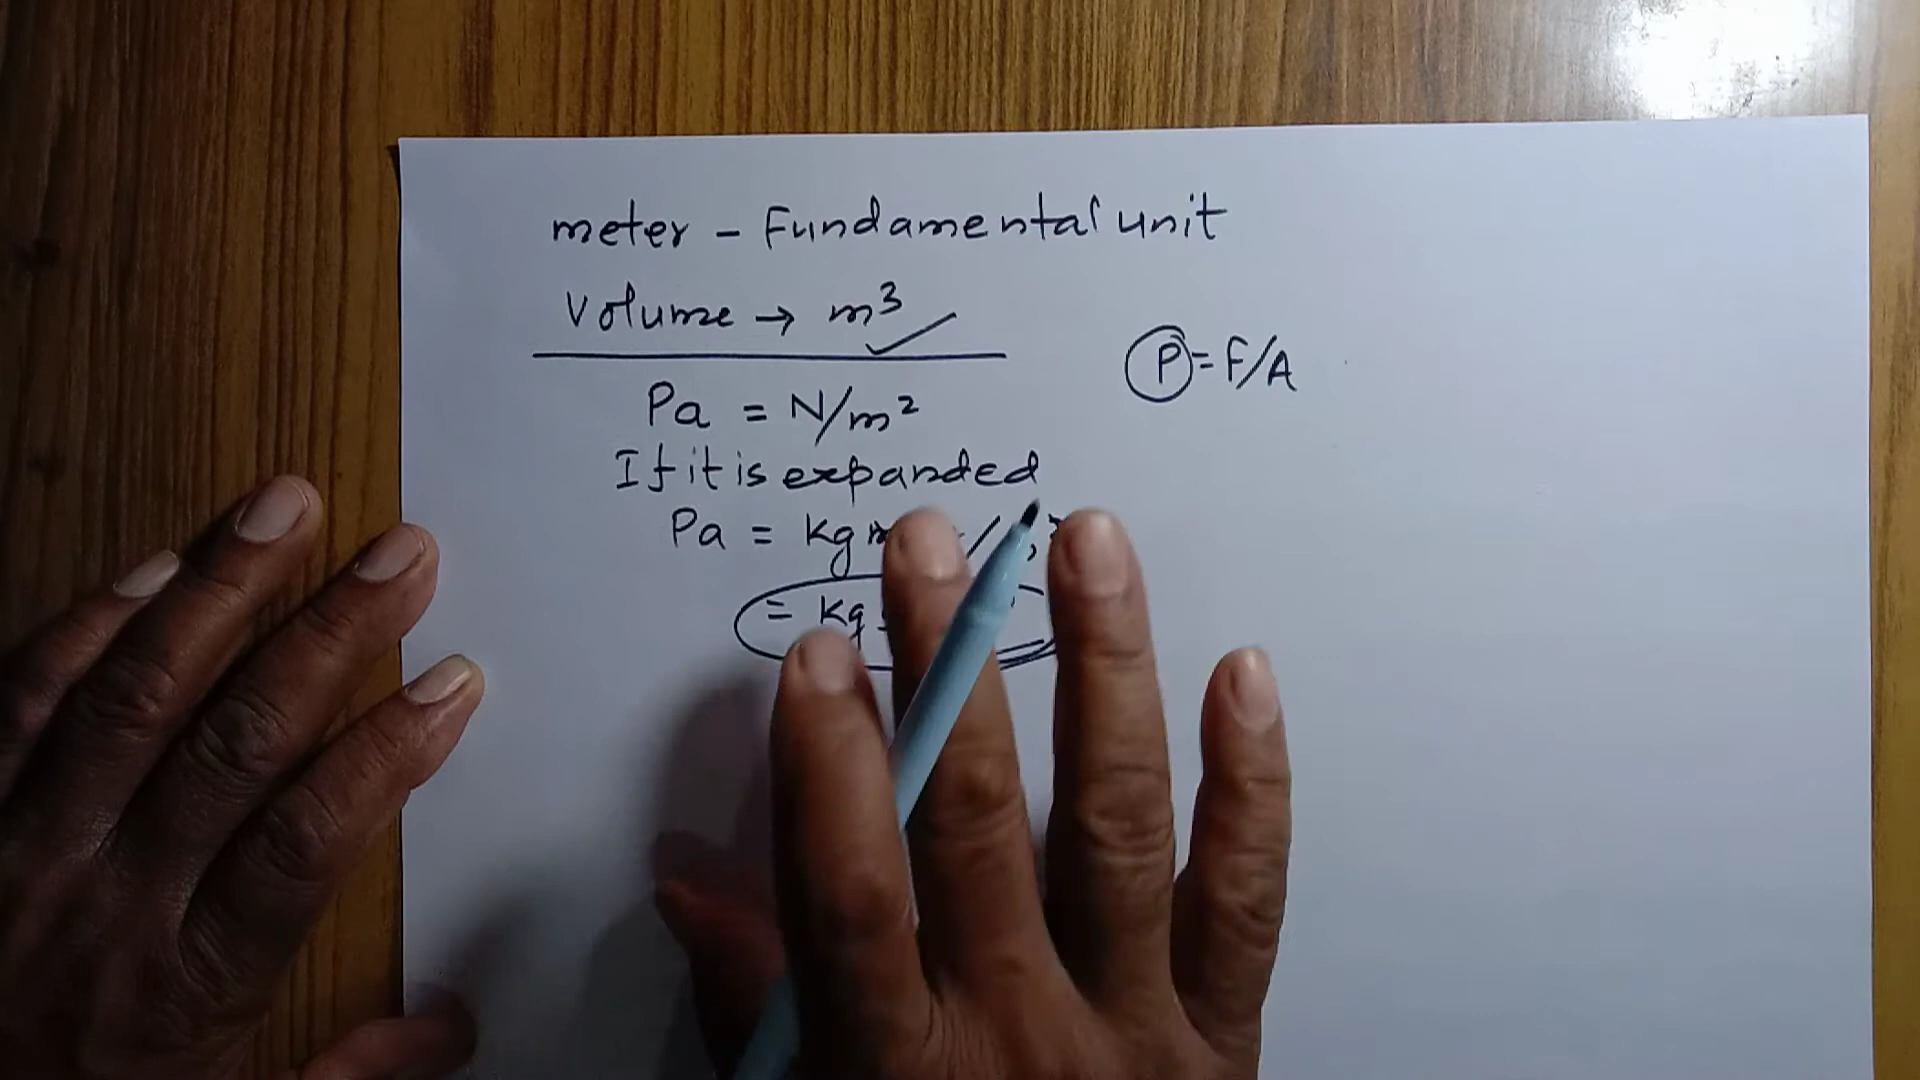 meter - Fundamental unit
Volume → m³
P = F/A
Pa = N/m²
If it is expanded
Pa = kg
= kg